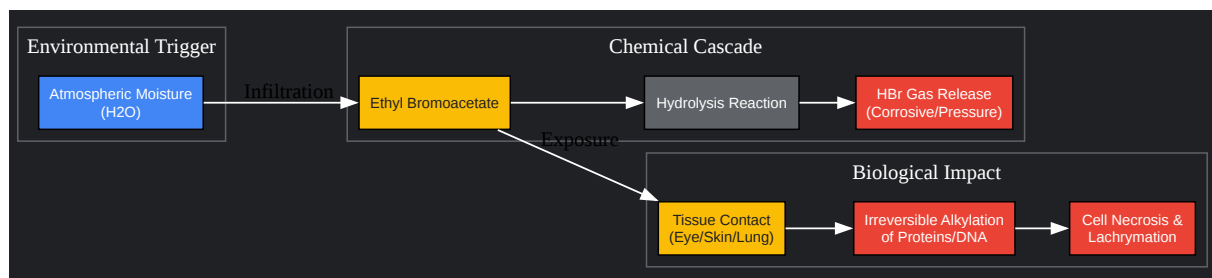 Environmental Trigger
Atmospheric Moisture
(H2O)
Infiltration
Chemical Cascade
Ethyl Bromoacetate
Hydrolysis Reaction
HBr Gas Release
(Corrosive/Pressure)
Exposure
Biological Impact
Tissue Contact
(Eye/Skin/Lung)
Irreversible Alkylation
of Proteins/DNA
Cell Necrosis &
Lachrymation